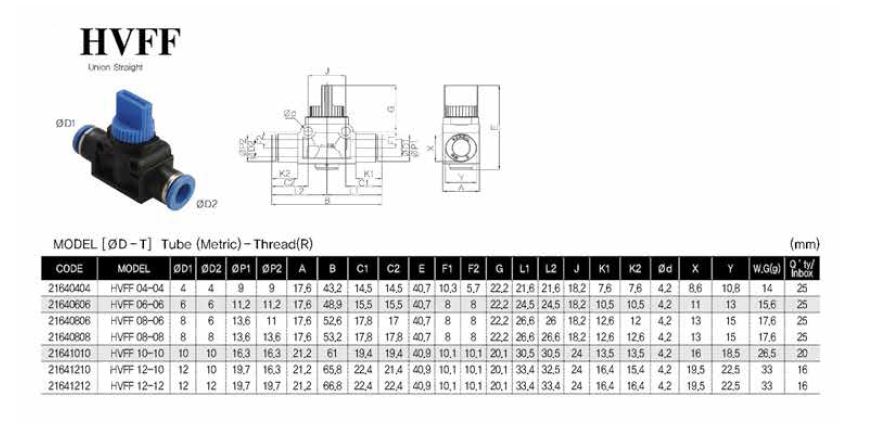 HVFF
Union Straight
J
ØD1
ØD2
Ød
G
E
X
F2
F1
ØP2
ØD2
ØD1
ØP1
K2
K1
C2
C1
L2
L1
B
Y
A
MODEL [ØD-T] Tube (Metric)-Thread(R) (mm)
CODE MODEL ØD1 ØD2 ØP1 ØP2 A B C1 C2 E F1 F2 G L1 L2 J K1 K2 Ød X Y W.G(g) Q'ty/Inbox
21640404 HVFF 04-04 4 4 9 9 17,6 43,2 14,5 14,5 40,7 10,3 5,7 22,2 21,6 21,6 18,2 7,6 7,6 4,2 8,6 10,8 14 25
21640606 HVFF 06-06 6 6 11,2 11,2 17,6 48,9 15,5 15,5 40,7 8 8 22,2 24,5 24,5 18,2 10,5 10,5 4,2 11 13 15,6 25
21640806 HVFF 08-06 8 6 13,6 11 17,6 52,6 17,8 17 40,7 8 8 22,2 26,6 26 18,2 12,6 12 4,2 13 15 17,6 25
21640808 HVFF 08-08 8 8 13,6 13,6 17,6 53,2 17,8 17,8 40,7 8 8 22,2 26,6 26,6 18,2 12,6 12,6 4,2 13 15 17,6 25
21641010 HVFF 10-10 10 10 16,3 16,3 21,2 61 19,4 19,4 40,9 10,1 10,1 20,1 30,5 30,5 24 13,5 13,5 4,2 16 18,5 26,5 20
21641210 HVFF 12-10 12 10 19,7 16,3 21,2 65,8 22,4 21,4 40,9 10,1 10,1 20,1 33,4 32,5 24 16,4 15,4 4,2 19,5 22,5 33 16
21641212 HVFF 12-12 12 12 19,7 19,7 21,2 66,8 22,4 22,4 40,9 10,1 10,1 20,1 33,4 33,4 24 16,4 16,4 4,2 19,5 22,5 33 16